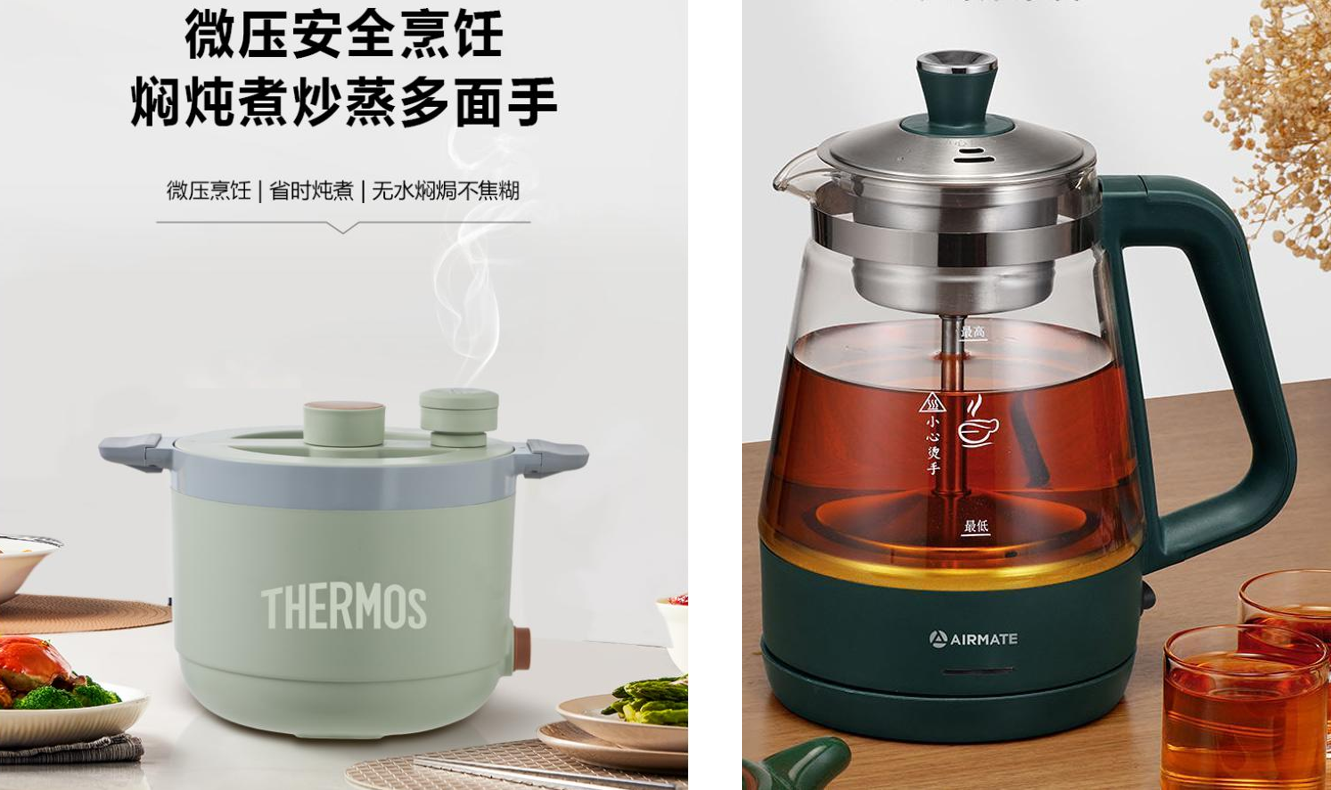 微压安全烹饪
焖炖煮炒蒸多面手
微压烹饪 | 省时炖煮 | 无水焖焗不焦糊
THERMOS
最高
小心烫手
最低
AIRMATE